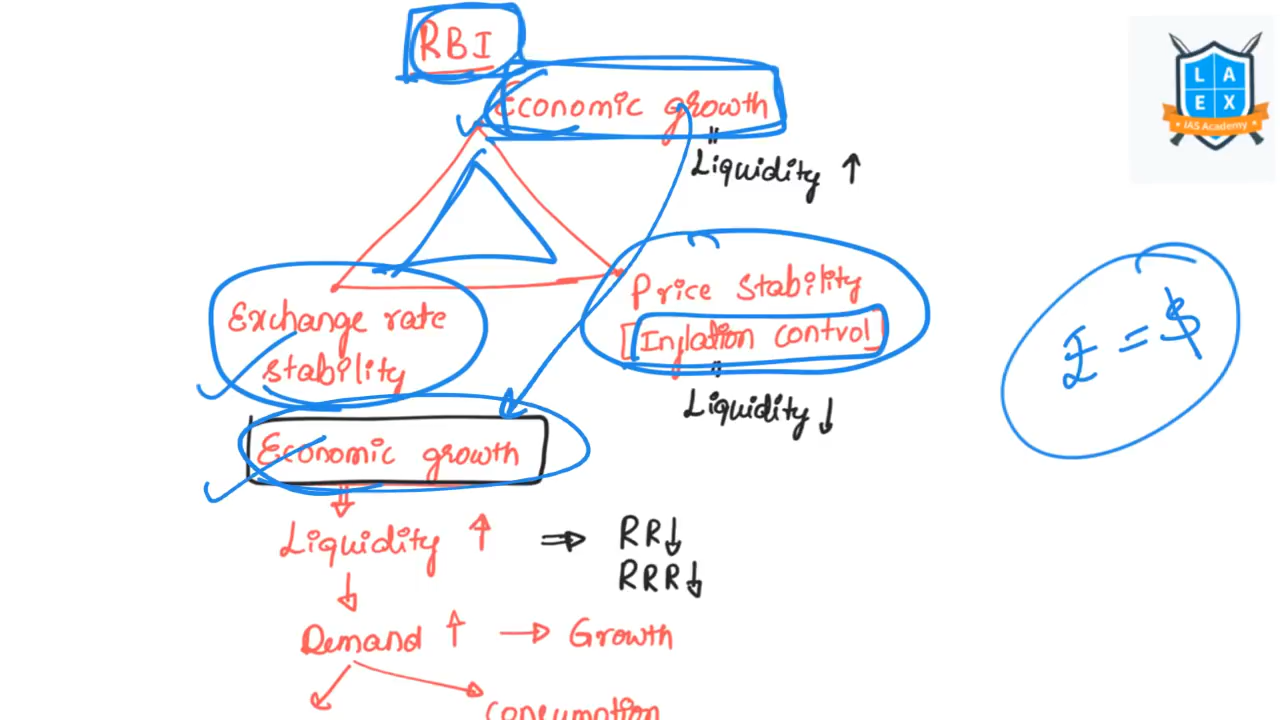 RBI
Economic growth
Liquidity ↑
Exchange rate
stability
Price stability
[Inflation control]
Liquidity ↓
£ = $
Economic growth
Liquidity ↑ ⇒ RR↓
RRR↓
Demand ↑ → Growth
Consumption
L A
E X
IAS Academy